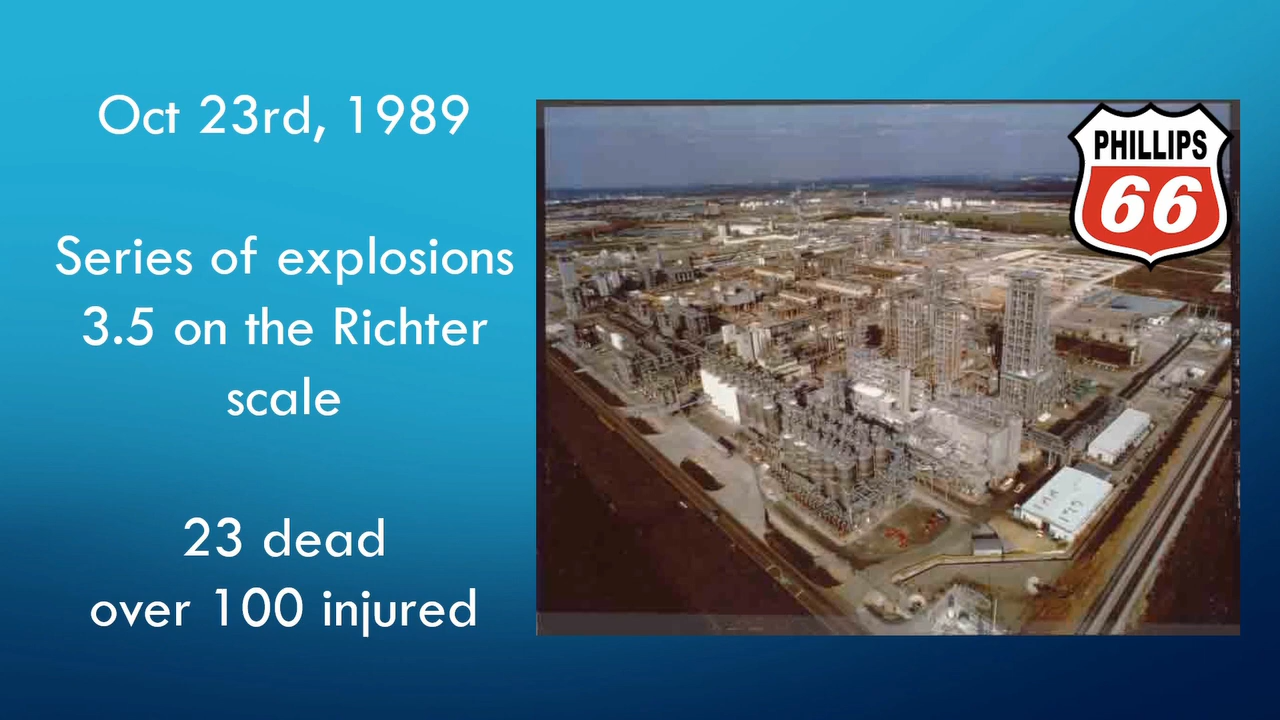 Oct 23rd, 1989
Series of explosions
3.5 on the Richter
scale
23 dead
over 100 injured
PHILLIPS
66